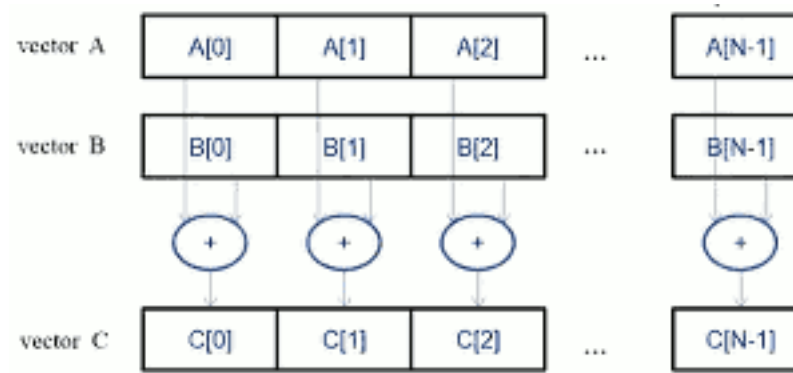 vector A A[0] A[1] A[2] ... A[N-1]
vector B B[0] B[1] B[2] ... B[N-1]
+ + + +
vector C C[0] C[1] C[2] ... C[N-1]